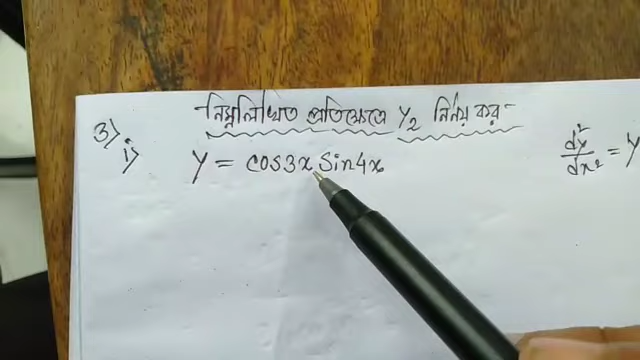 নিম্নলিখিত প্রতিক্ষেত্রে Y₂ নির্ণয় কর
3>
i> Y = cos3x Sin4x
d²y/dx² = Y